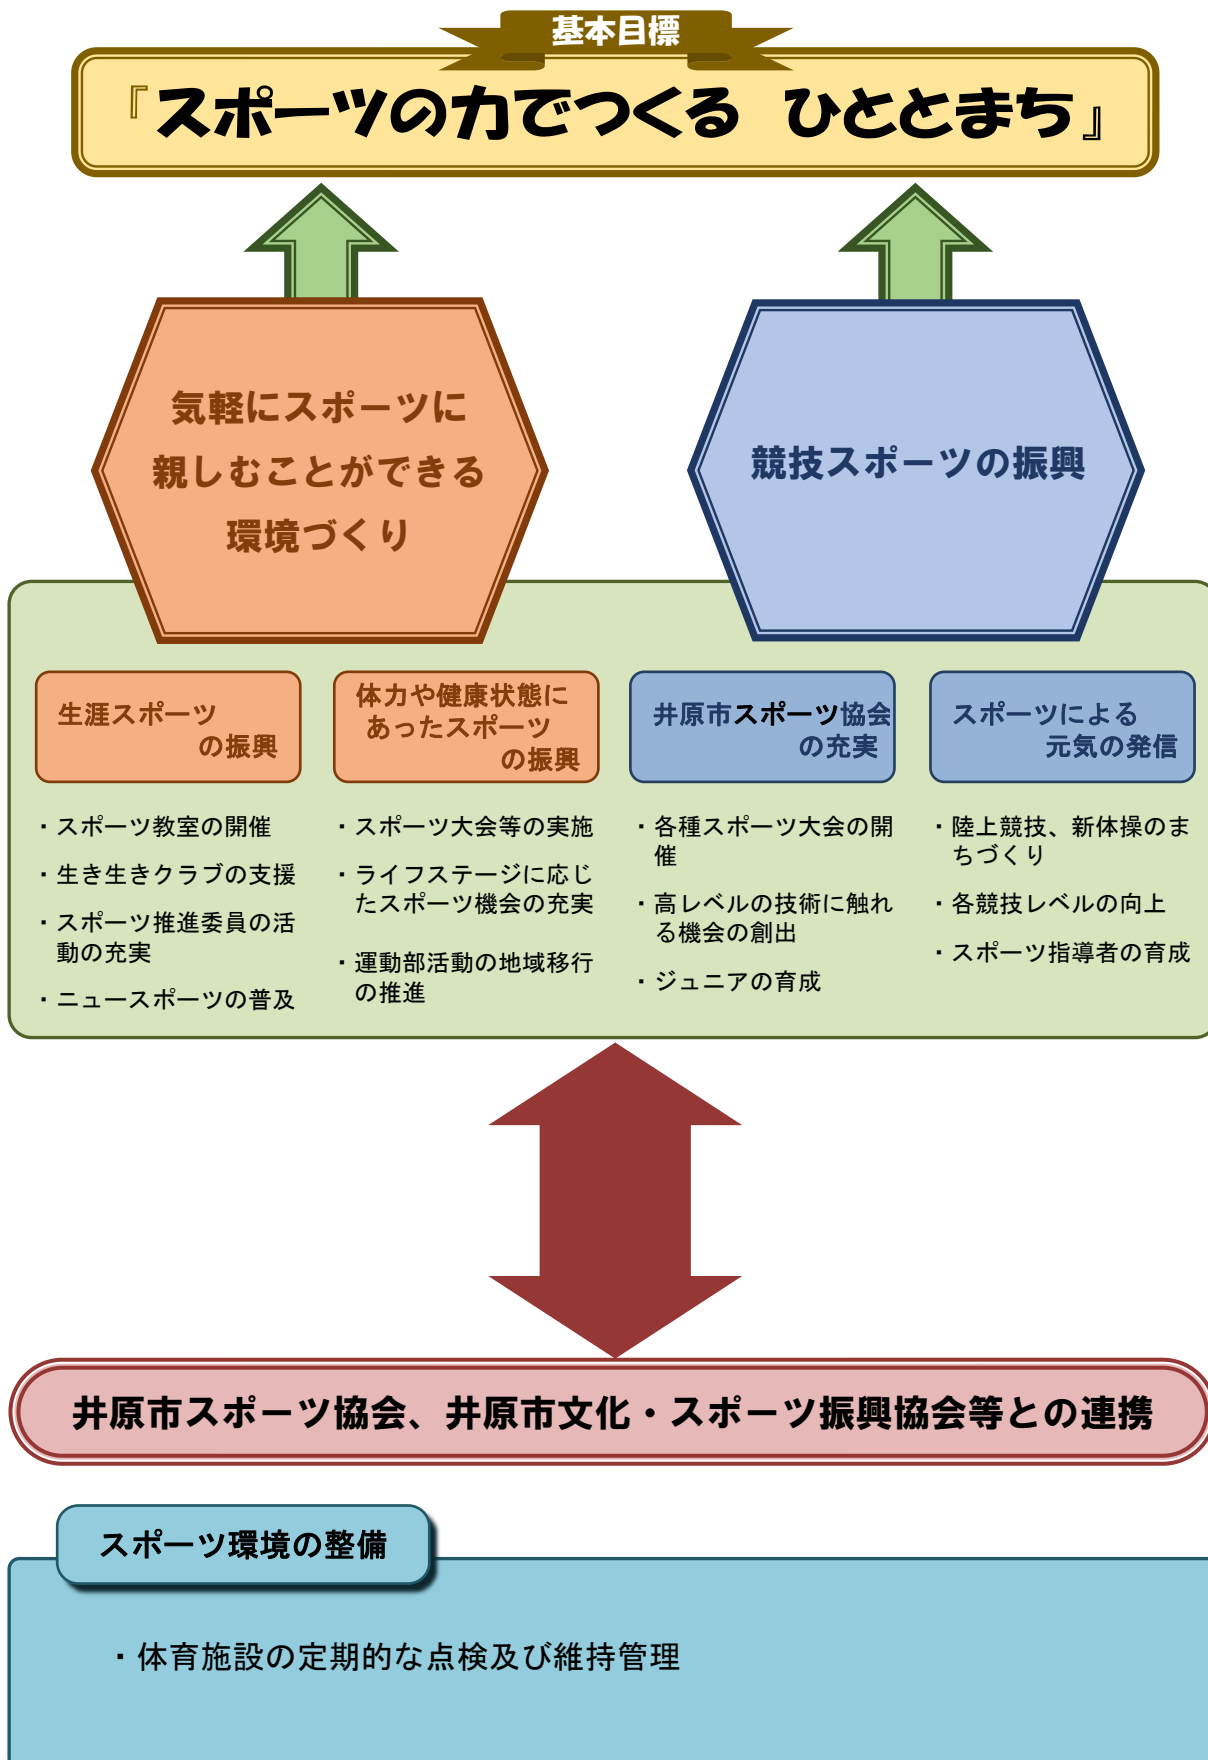 基本目標
『スポーツの力でつくる　ひととまち』
気軽にスポーツに
親しむことができる
環境づくり
競技スポーツの振興
生涯スポーツ
の振興
・スポーツ教室の開催
・生き生きクラブの支援
・スポーツ推進委員の活
動の充実
・ニュースポーツの普及
体力や健康状態に
あったスポーツ
の振興
・スポーツ大会等の実施
・ライフステージに応じ
たスポーツ機会の充実
・運動部活動の地域移行
の推進
井原市スポーツ協会
の充実
・各種スポーツ大会の開
催
・高レベルの技術に触れ
る機会の創出
・ジュニアの育成
スポーツによる
元気の発信
・陸上競技、新体操のま
ちづくり
・各競技レベルの向上
・スポーツ指導者の育成
井原市スポーツ協会、井原市文化・スポーツ振興協会等との連携
スポーツ環境の整備
・体育施設の定期的な点検及び維持管理